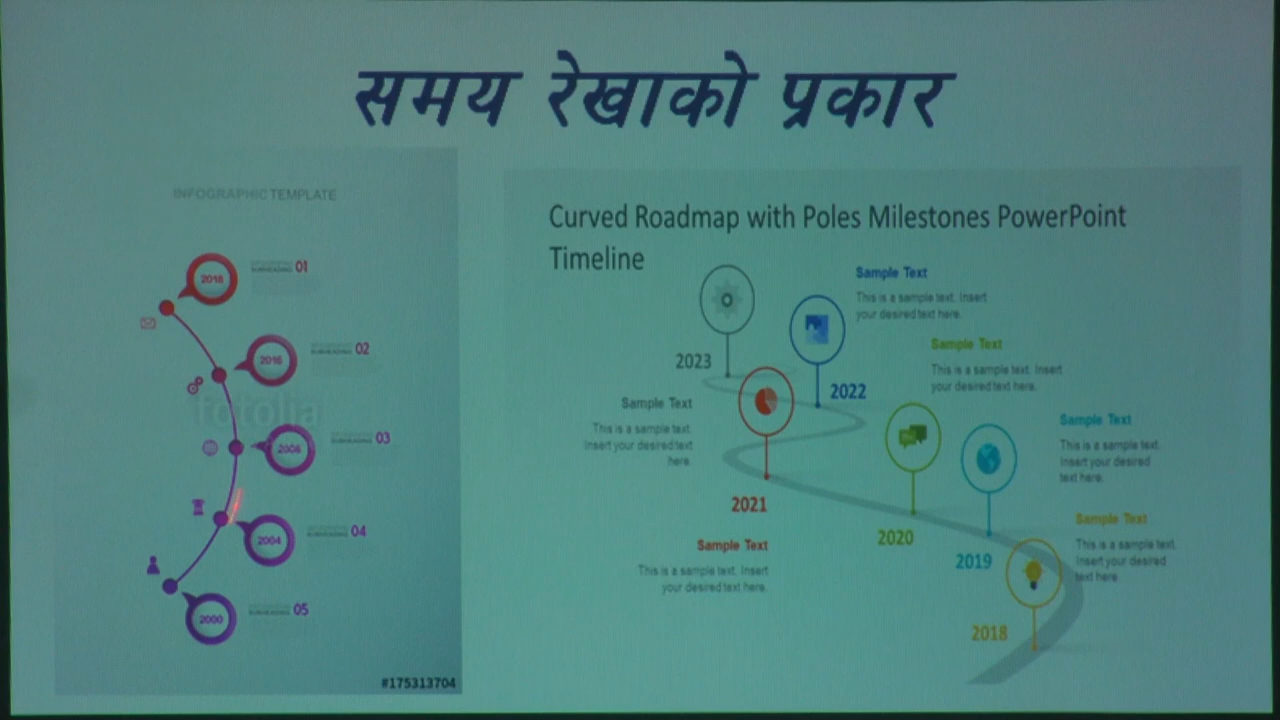 समय रेखाको प्रकार
INFOGRAPHIC TEMPLATE
2018
01
2016
02
fotolia
2008
03
2004
04
2000
05
#175313704
Curved Roadmap with Poles Milestones PowerPoint
Timeline
2023
2022
Sample Text
This is a sample text. Insert
your desired text here.
Sample Text
This is a sample text. Insert
your desired text here.
Sample Text
This is a sample text.
Insert your desired text
here.
2021
2020
2019
Sample Text
This is a sample text.
Insert your desired
text here.
Sample Text
This is a sample text. Insert
your desired text here.
Sample Text
This is a sample text.
Insert your desired
text here.
2018